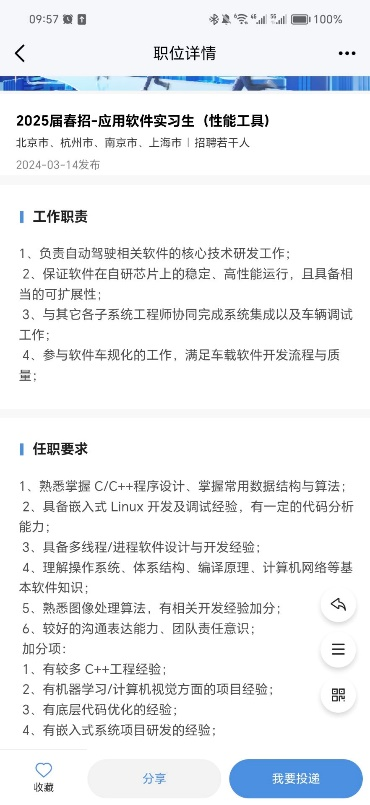 09:57
100%
职位详情
2025届春招-应用软件实习生（性能工具）
北京市、杭州市、南京市、上海市 | 招聘若干人
2024-03-14发布
工作职责
1、负责自动驾驶相关软件的核心技术研发工作；
2、保证软件在自研芯片上的稳定、高性能运行，且具备相
当的可扩展性；
3、与其它各子系统工程师协同完成系统集成以及车辆调试
工作；
4、参与软件车规化的工作，满足车载软件开发流程与质
量；
任职要求
1、熟悉掌握 C/C++程序设计、掌握常用数据结构与算法；
2、具备嵌入式 Linux 开发及调试经验，有一定的代码分析
能力；
3、具备多线程/进程软件设计与开发经验；
4、理解操作系统、体系结构、编译原理、计算机网络等基
本软件知识；
5、熟悉图像处理算法，有相关开发经验加分；
6、较好的沟通表达能力、团队责任意识；
加分项：
1、有较多 C++工程经验；
2、有机器学习/计算机视觉方面的项目经验；
3、有底层代码优化的经验；
4、有嵌入式系统项目研发的经验；
收藏
分享
我要投递